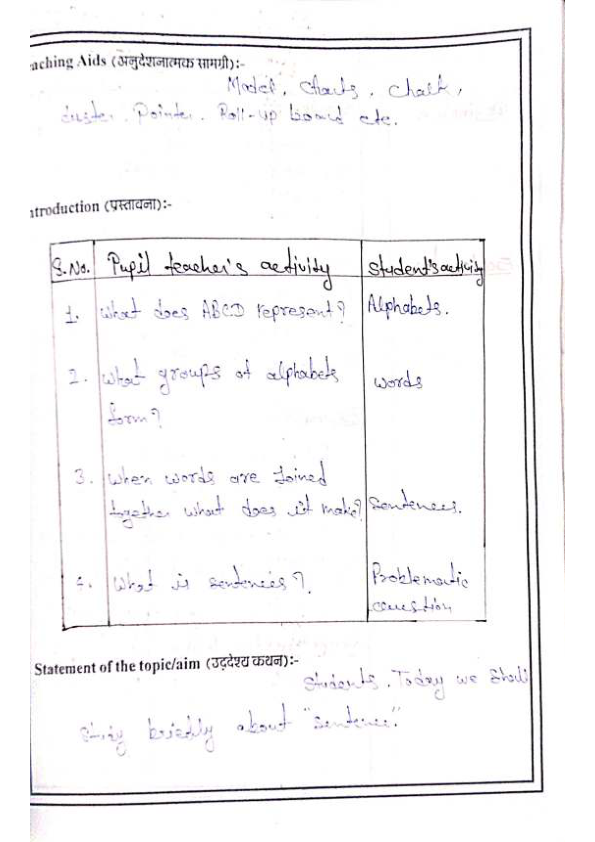 aching Aids (अनुदेशनात्मक सामग्री):-
Model, Charts, Chalk,
duster, Pointer, Roll-up board etc.
ntroduction (प्रस्तावना):-
S.No. Pupil teacher's activity Student's activity
1. What does ABCD represent? Alphabets.
2. What groups of alphabets words
form?
3. When words are joined
together what does it make? Sentences.
4. What is sentences? Problematic
question
Statement of the topic/aim (उद्देश्य कथन):-
Students, Today we shall
study briefly about "sentence".